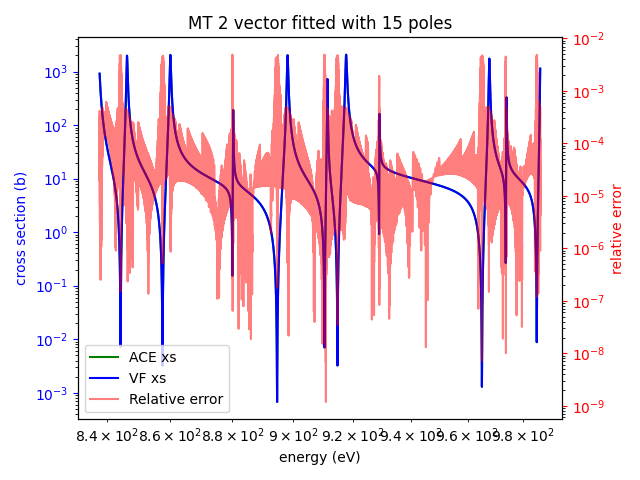 MT 2 vector fitted with 15 poles
10³
10²
10¹
10⁰
10⁻¹
10⁻²
10⁻³
cross section (b)
10⁻²
10⁻³
10⁻⁴
10⁻⁵
10⁻⁶
10⁻⁷
10⁻⁸
10⁻⁹
relative error
ACE xs
VF xs
Relative error
8.4 × 10² 8.6 × 10² 8.8 × 10² 9 × 10² 9.2 × 10² 9.4 × 10² 9.6 × 10² 9.8 × 10²
energy (eV)